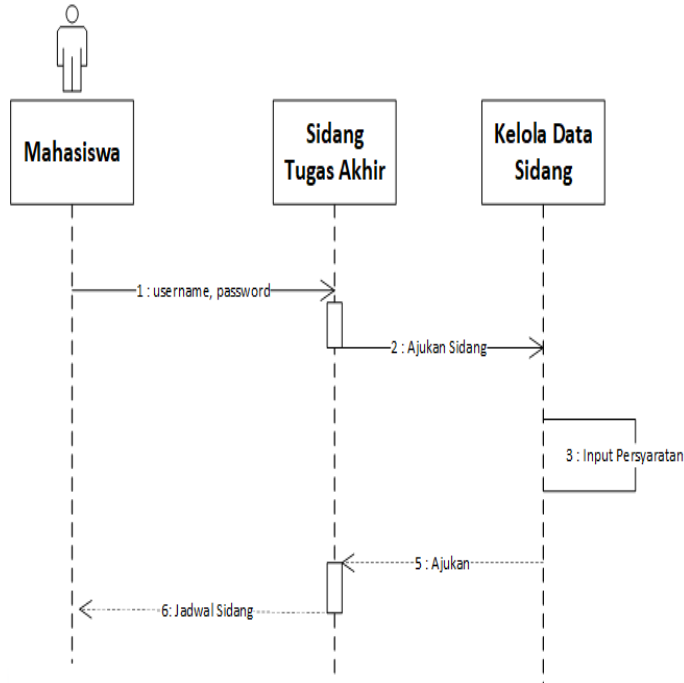 Mahasiswa
Sidang
Tugas Akhir
Kelola Data
Sidang
1 : username, password
2 : Ajukan Sidang
3 : Input Persyaratan
5 : Ajukan
6: Jadwal Sidang